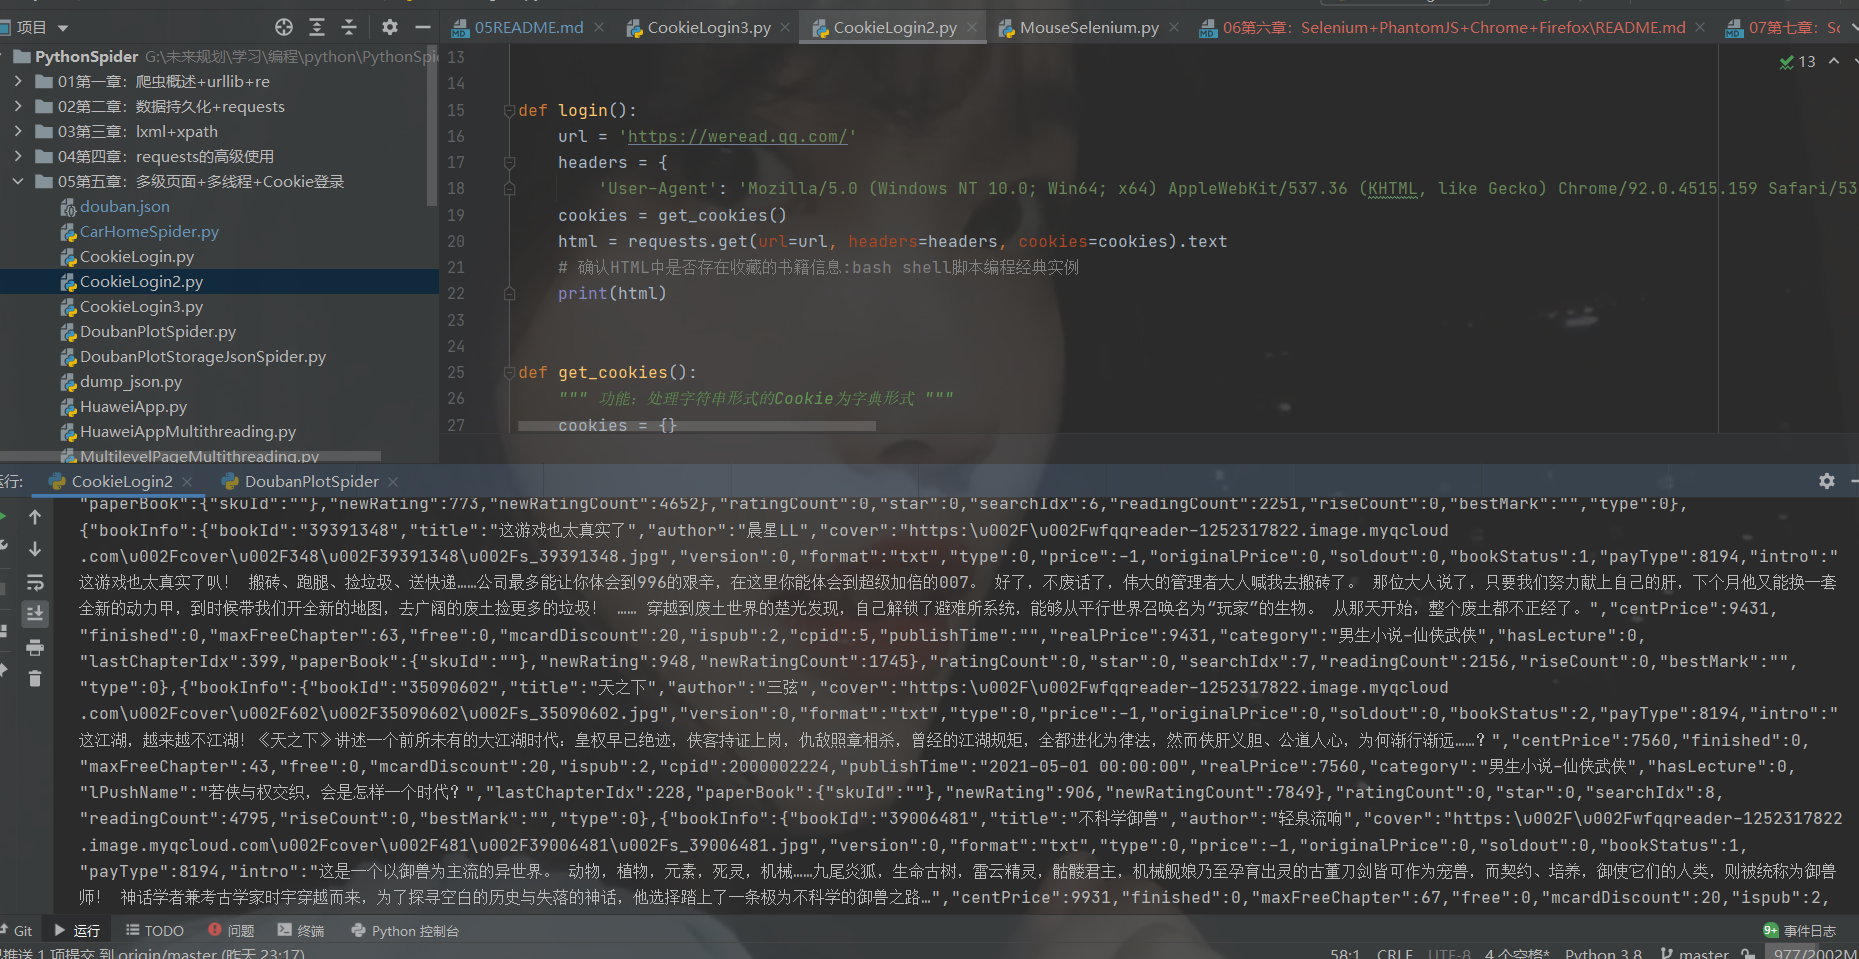 项目
05README.md
CookieLogin3.py
CookieLogin2.py
MouseSelenium.py
06第六章：Selenium+PhantomJS+Chrome+Firefox\README.md
07第七章：Sc
PythonSpider G:\未来规划\学习\编程\python\PythonSpi
01第一章：爬虫概述+urllib+re
02第二章：数据持久化+requests
03第三章：lxml+xpath
04第四章：requests的高级使用
05第五章：多级页面+多线程+Cookie登录
douban.json
CarHomeSpider.py
CookieLogin.py
CookieLogin2.py
CookieLogin3.py
DoubanPlotSpider.py
DoubanPlotStorageJsonSpider.py
dump_json.py
HuaweiApp.py
HuaweiAppMultithreading.py
MultilevelPageMultithreading.py
13
13
14
15 def login():
16 url = 'https://weread.qq.com/'
17 headers = {
18 'User-Agent': 'Mozilla/5.0 (Windows NT 10.0; Win64; x64) AppleWebKit/537.36 (KHTML, like Gecko) Chrome/92.0.4515.159 Safari/53
19 cookies = get_cookies()
20 html = requests.get(url=url, headers=headers, cookies=cookies).text
21 # 确认HTML中是否存在收藏的书籍信息:bash shell脚本编程经典实例
22 print(html)
23
24
25 def get_cookies():
26 """ 功能：处理字符串形式的Cookie为字典形式 """
27 cookies = {}
运行:
CookieLogin2
DoubanPlotSpider
"paperBook":{"skuId":""},"newRating":773,"newRatingCount":4652},"ratingCount":0,"star":0,"searchIdx":6,"readingCount":2251,"riseCount":0,"bestMark":"","type":0},
{"bookInfo":{"bookId":"39391348","title":"这游戏也太真实了","author":"晨星LL","cover":"https:\u002F\u002Fwfqqreader-1252317822.image.myqcloud
.com\u002Fcover\u002F348\u002F39391348\u002Fs_39391348.jpg","version":0,"format":"txt","type":0,"price":-1,"originalPrice":0,"soldout":0,"bookStatus":1,"payType":8194,"intro":"
这游戏也太真实了叭！ 搬砖、跑腿、捡垃圾、送快递……公司最多能让你体会到996的艰辛，在这里你能体会到超级加倍的007。 好了，不废话了，伟大的管理者大人喊我去搬砖了。 那位大人说了，只要我们努力献上自己的肝，下个月他又能换一套
全新的动力甲，到时候带我们开全新的地图，去广阔的废土捡更多的垃圾！ …… 穿越到废土世界的楚光发现，自己解锁了避难所系统，能够从平行世界召唤名为“玩家”的生物。 从那天开始，整个废土都不正经了。","centPrice":9431,
"finished":0,"maxFreeChapter":63,"free":0,"mcardDiscount":20,"ispub":2,"cpid":5,"publishTime":"","realPrice":9431,"category":"男生小说-仙侠武侠","hasLecture":0,
"lastChapterIdx":399,"paperBook":{"skuId":""},"newRating":948,"newRatingCount":1745},"ratingCount":0,"star":0,"searchIdx":7,"readingCount":2156,"riseCount":0,"bestMark":"",
"type":0},{"bookInfo":{"bookId":"35090602","title":"天之下","author":"三弦","cover":"https:\u002F\u002Fwfqqreader-1252317822.image.myqcloud
.com\u002Fcover\u002F602\u002F35090602\u002Fs_35090602.jpg","version":0,"format":"txt","type":0,"price":-1,"originalPrice":0,"soldout":0,"bookStatus":2,"payType":8194,"intro":"
这江湖，越来越不江湖！《天之下》讲述一个前所未有的大江湖时代：皇权早已绝迹，侠客持证上岗，仇敌照章相杀，曾经的江湖规矩，全都进化为律法，然而侠肝义胆、公道人心，为何渐行渐远……？","centPrice":7560,"finished":0,
"maxFreeChapter":43,"free":0,"mcardDiscount":20,"ispub":2,"cpid":2000002224,"publishTime":"2021-05-01 00:00:00","realPrice":7560,"category":"男生小说-仙侠武侠","hasLecture":0,
"lPushName":"若侠与权交织，会是怎样一个时代？","lastChapterIdx":228,"paperBook":{"skuId":""},"newRating":906,"newRatingCount":7849},"ratingCount":0,"star":0,"searchIdx":8,
"readingCount":4795,"riseCount":0,"bestMark":"","type":0},{"bookInfo":{"bookId":"39006481","title":"不科学御兽","author":"轻泉流响","cover":"https:\u002F\u002Fwfqqreader-1252317822
.image.myqcloud.com\u002Fcover\u002F481\u002F39006481\u002Fs_39006481.jpg","version":0,"format":"txt","type":0,"price":-1,"originalPrice":0,"soldout":0,"bookStatus":1,
"payType":8194,"intro":"这是一个以御兽为主流的异世界。 动物，植物，元素，死灵，机械……九尾炎狐，生命古树，雷云精灵，骷髅君主，机械舰娘乃至孕育出灵的古董刀剑皆可作为宠兽，而契约、培养，御使它们的人类，则被统称为御兽
师！ 神话学者兼考古学家时宇穿越而来，为了探寻空白的历史与失落的神话，他选择踏上了一条极为不科学的御兽之路…","centPrice":9931,"finished":0,"maxFreeChapter":67,"free":0,"mcardDiscount":20,"ispub":2,
Git 运行 TODO 问题 终端 Python 控制台 9+ 事件日志
推送 1 项提交 到 origin/master (昨天 23:17) 58:1 CRLF UTF-8 4 个空格* Python 3.8 master 977/2002M